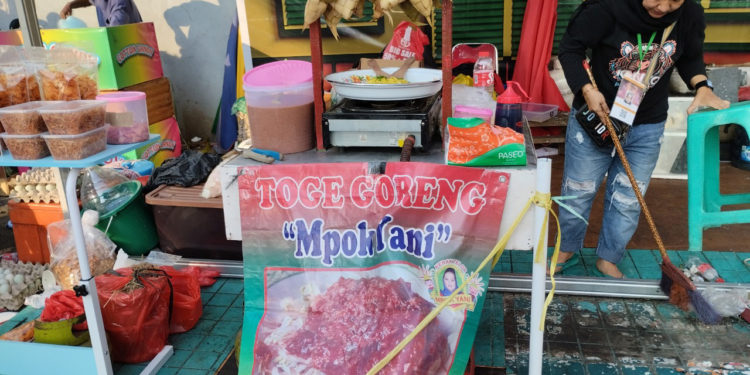 TOGE GORENG
"Mpok Yani"
PASEO